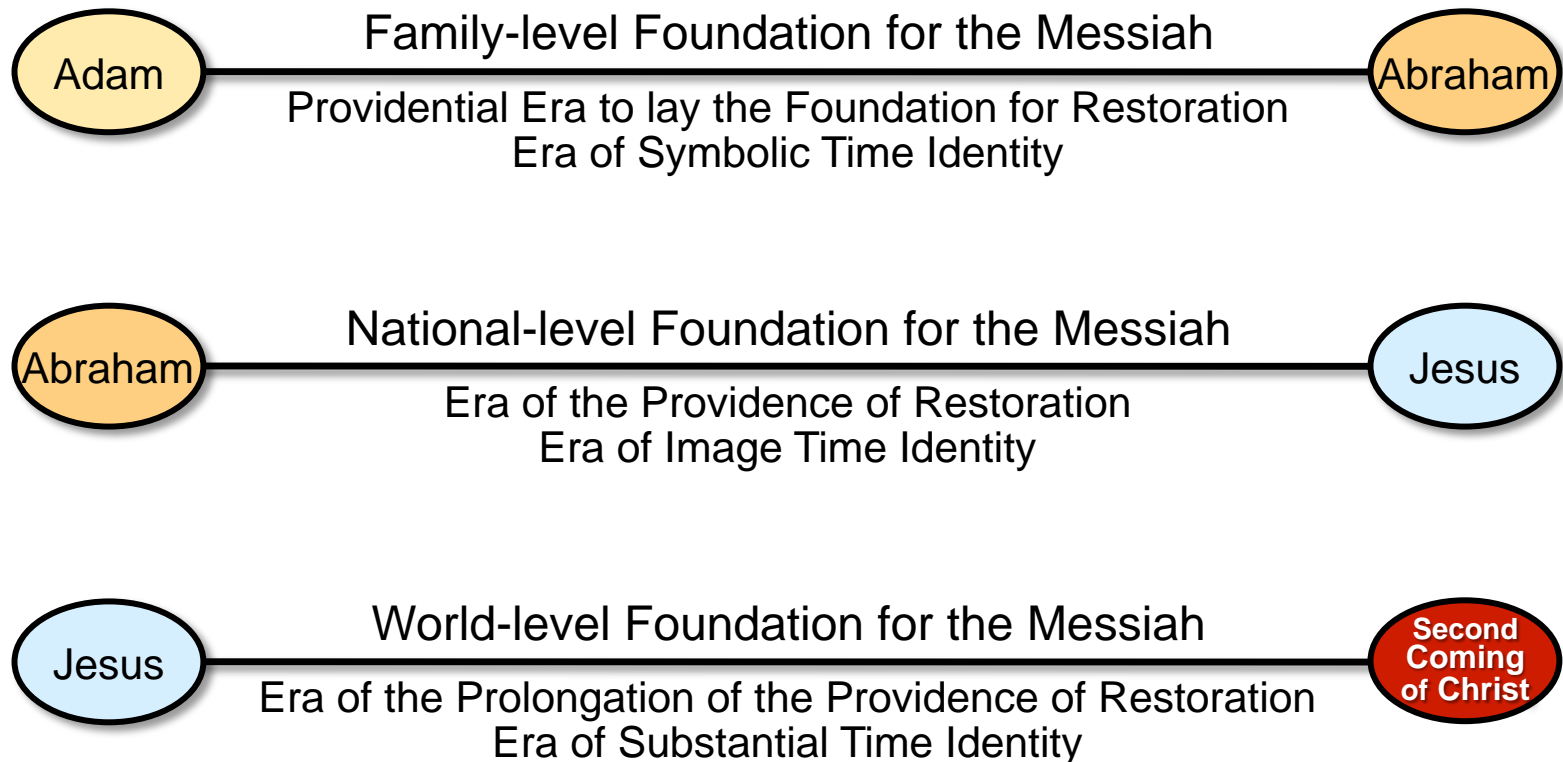 Family-level Foundation for the Messiah
Adam
Abraham
Providential Era to lay the Foundation for Restoration
Era of Symbolic Time Identity
National-level Foundation for the Messiah
Abraham
Jesus
Era of the Providence of Restoration
Era of Image Time Identity
World-level Foundation for the Messiah
Jesus
Second
Coming
of Christ
Era of the Prolongation of the Providence of Restoration
Era of Substantial Time Identity